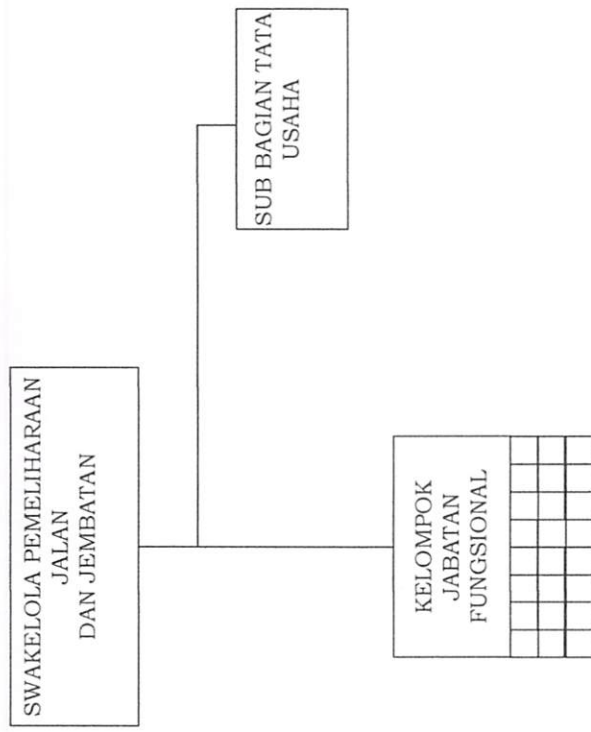 SWAKELOLA PEMELIHARAAN
JALAN
DAN JEMBATAN
SUB BAGIAN TATA
USAHA
KELOMPOK
JABATAN
FUNGSIONAL